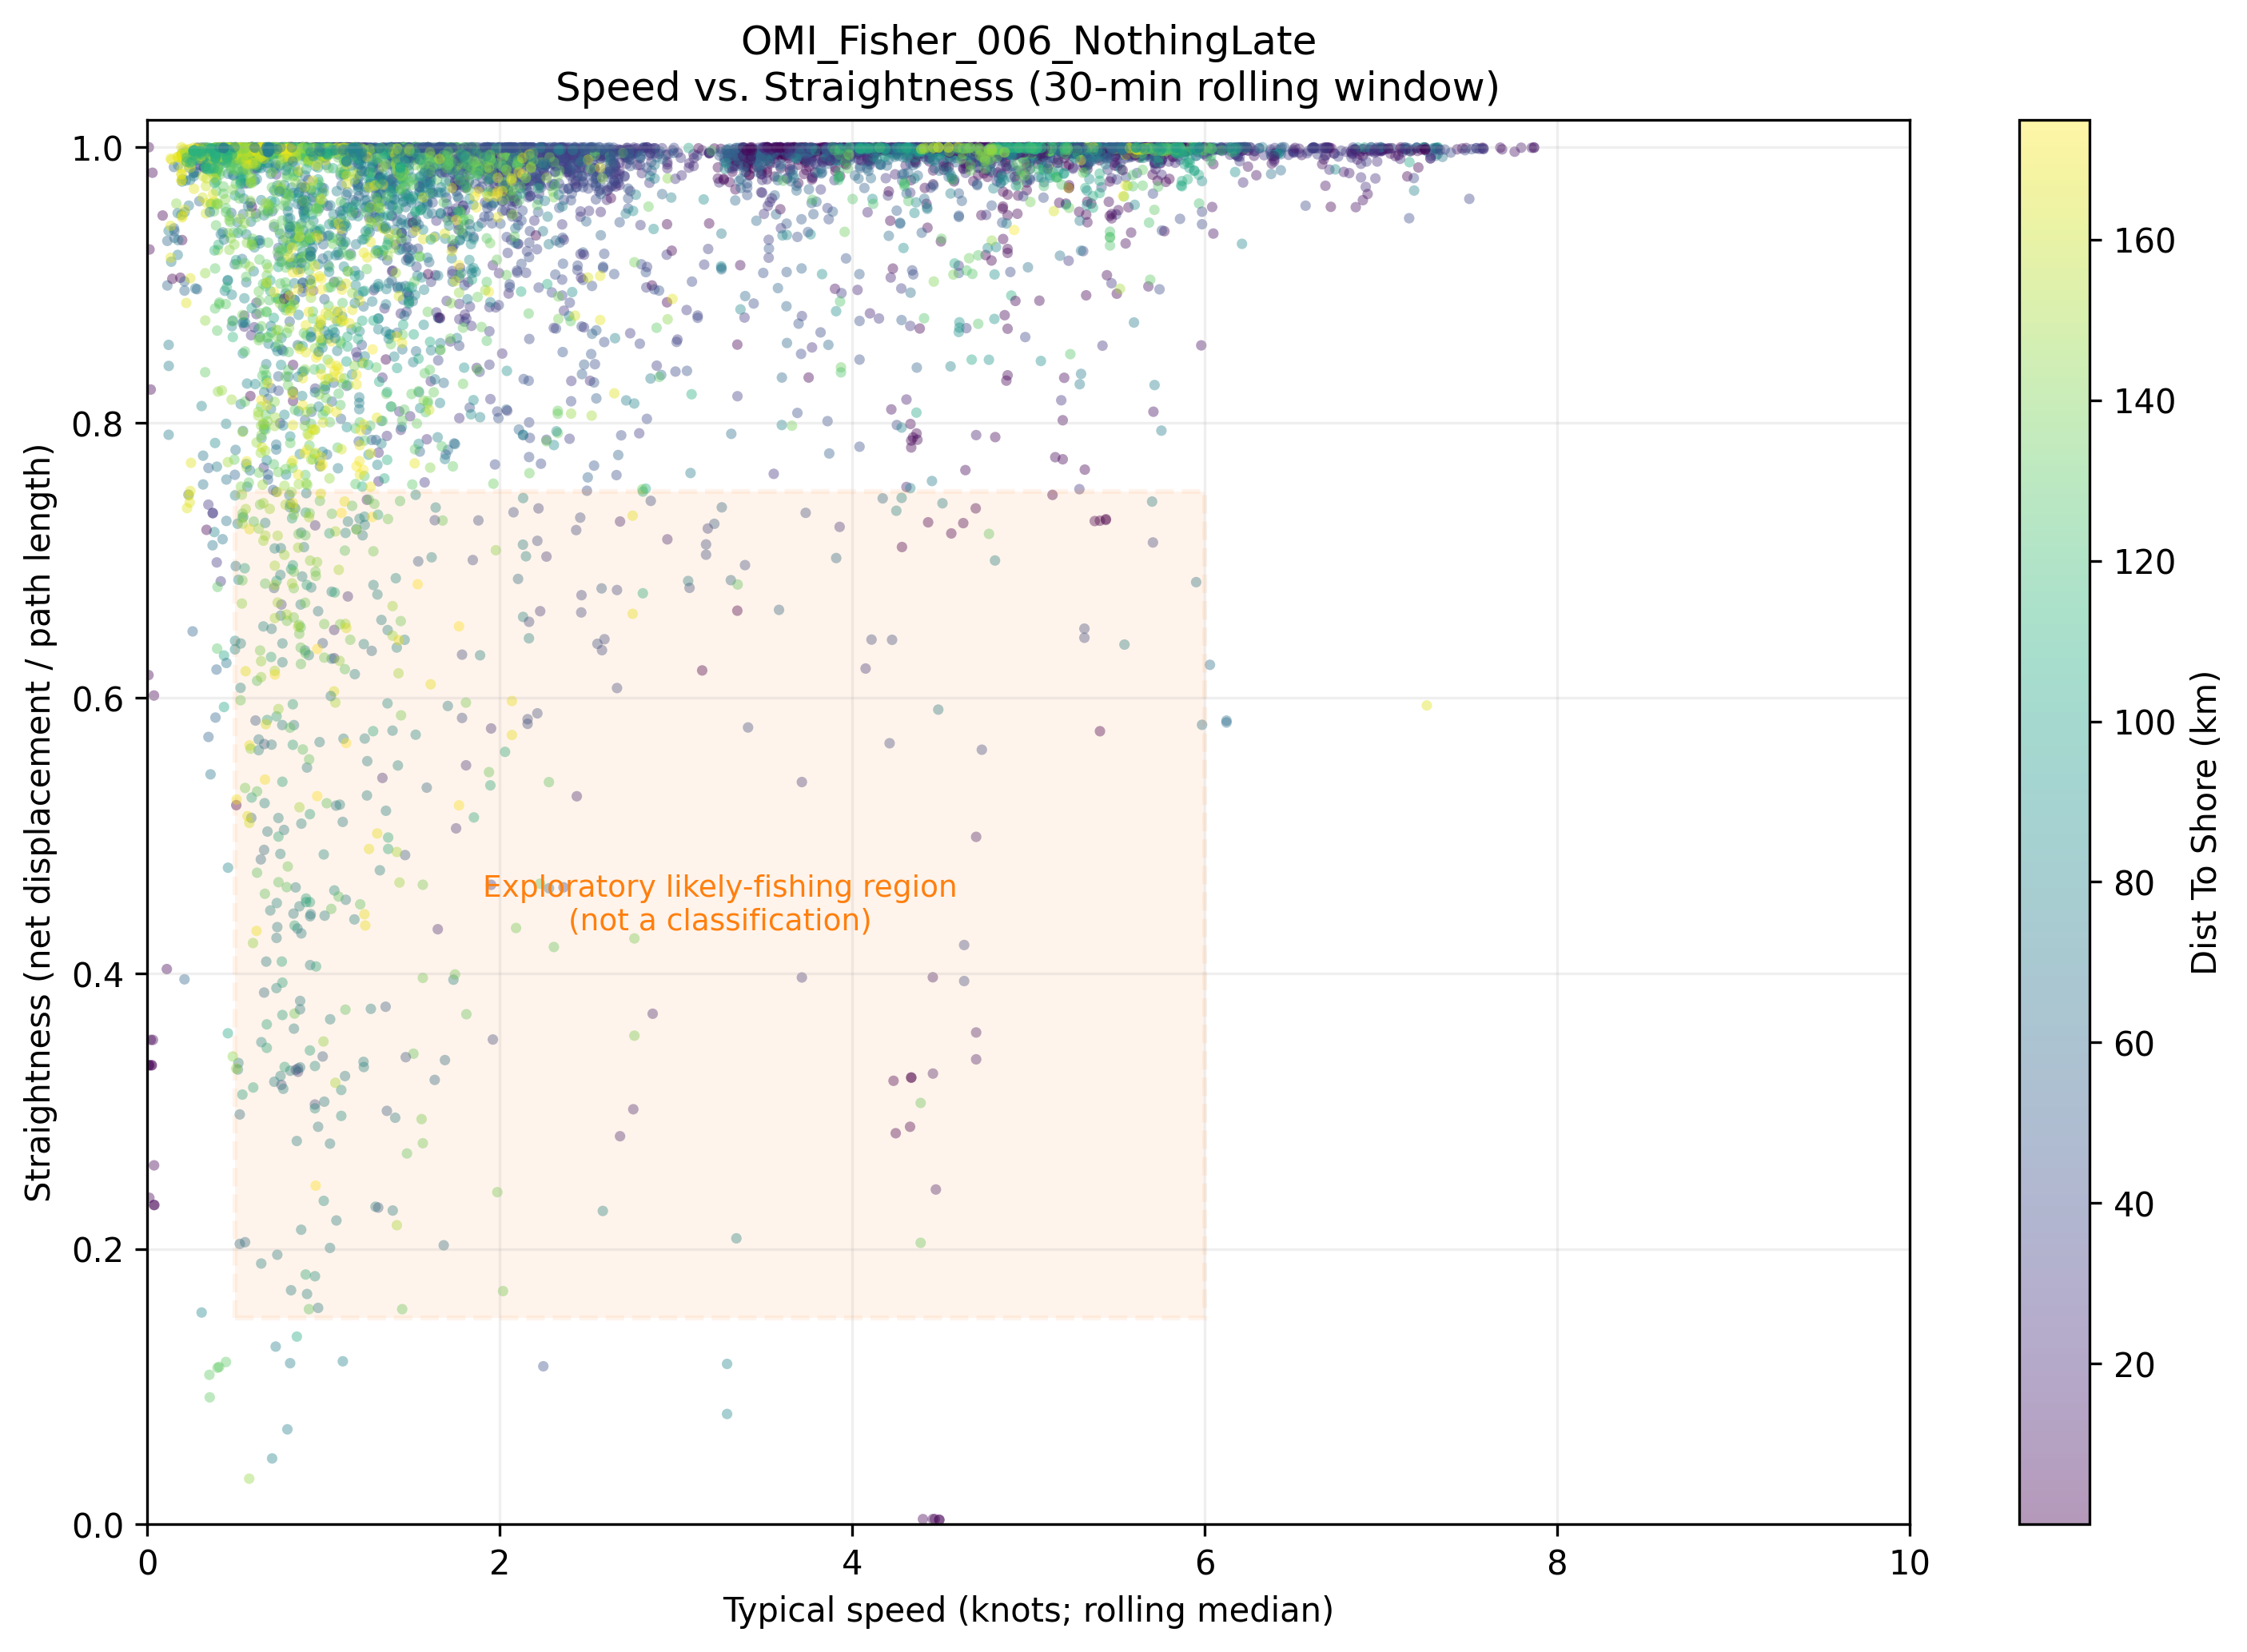 OMI_Fisher_006_NothingLate
Speed vs. Straightness (30-min rolling window)
1.0
0.8
0.6
0.4
0.2
0.0
Straightness (net displacement / path length)
Exploratory likely-fishing region
(not a classification)
0
2
4
6
8
10
Typical speed (knots; rolling median)
160
140
120
100
80
60
40
20
Dist To Shore (km)